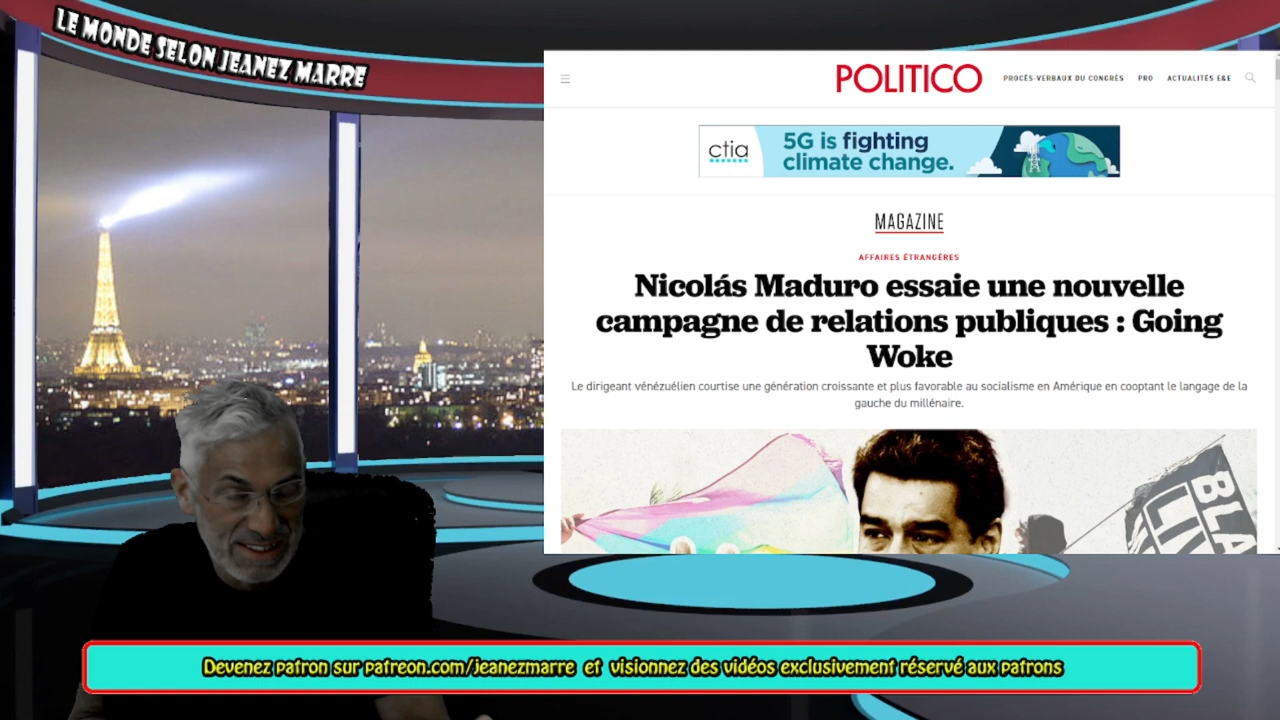 LE MONDE SELON JEANEZ MARRE
POLITICO
PROCÈS-VERBAUX DU CONGRÈS PRO ACTUALITÉS E&E
ctia
5G is fighting
climate change.
MAGAZINE
AFFAIRES ÉTRANGÈRES
Nicolás Maduro essaie une nouvelle
campagne de relations publiques : Going
Woke
Le dirigeant vénézuélien courtise une génération croissante et plus favorable au socialisme en Amérique en cooptant le langage de la
gauche du millénaire.
BLA
LIV
Devenez patron sur patreon.com/jeanezmarre et visionnez des vidéos exclusivement réservé aux patrons